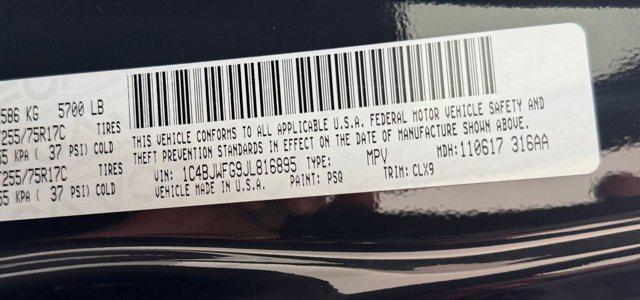 586 KG 5700 LB
255/75R17C TIRES
KPA ( 37 PSI) COLD
255/75R17C TIRES
KPA ( 37 PSI) COLD
THIS VEHICLE CONFORMS TO ALL APPLICABLE U.S.A. FEDERAL MOTOR VEHICLE SAFETY AND
THEFT PREVENTION STANDARDS IN EFFECT ON THE DATE OF MANUFACTURE SHOWN ABOVE.
VIN: 1C4BJWFG9JL816895 TYPE: MPV MDH: 110617 316AA
VEHICLE MADE IN U.S.A. PAINT: PSQ TRIM: CLX9